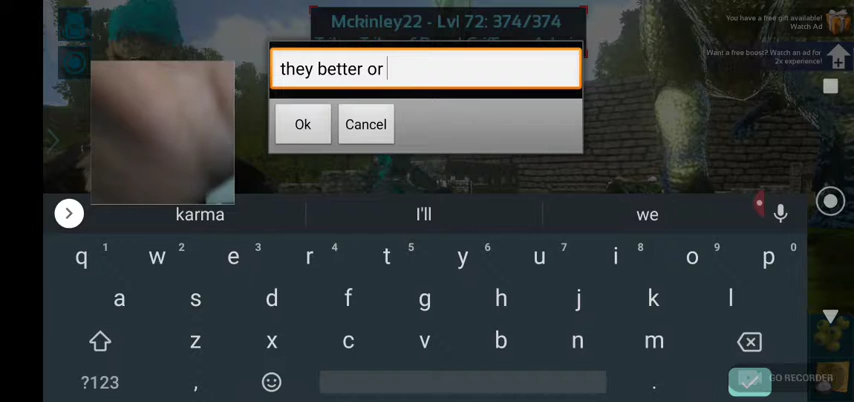 Mckinley22 - Lvl 72: 374/374
You have a free gift available!
Watch Ad
Want a free boost? Watch an ad for
2x experience!
they better or
Ok Cancel
karma I'll we
q 1 w 2 e 3 r 4 t 5 y 6 u 7 i 8 o 9 p 0
a s d f g h j k l
z x c v b n m
?123 , .
GO RECORDER